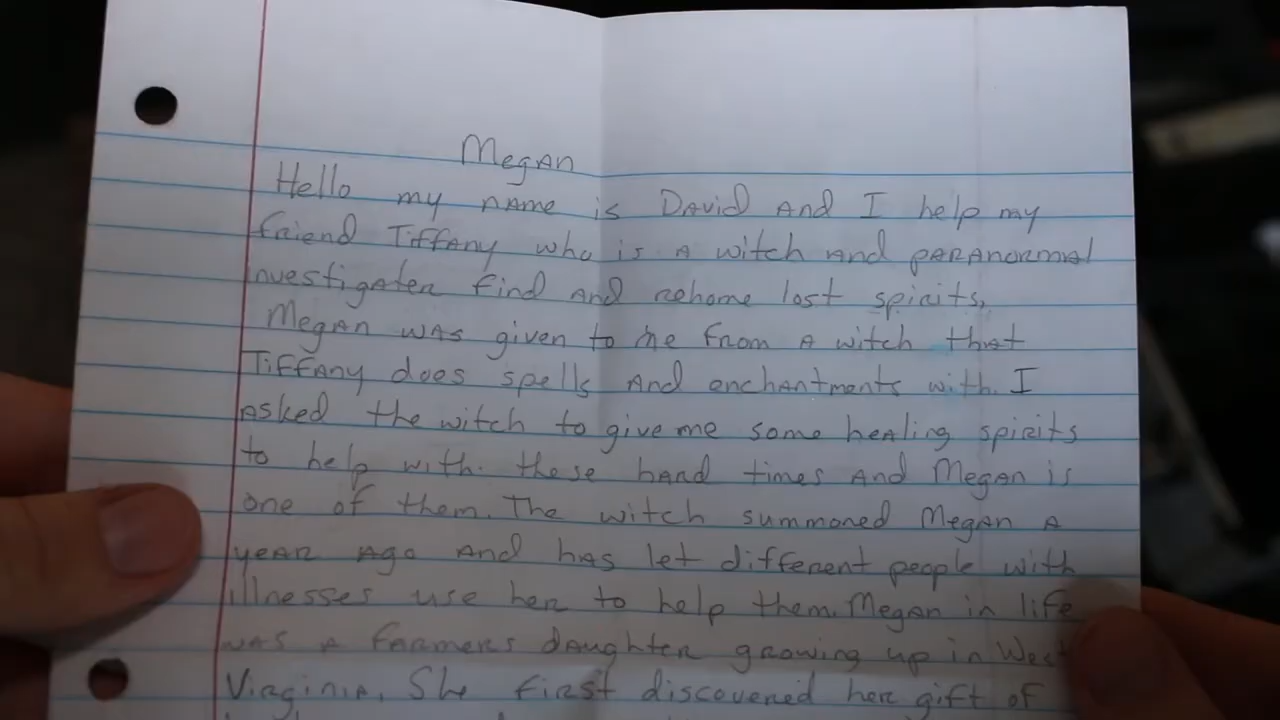 Megan
Hello my name is David and I help my
friend Tiffany who is a witch and paranormal
investigater find and rehome lost spirits,
Megan was given to me from a witch that
Tiffany does spells and enchantments with. I
asked the witch to give me some healing spirits
to help with these hard times and Megan is
one of them. The witch summoned Megan a
year ago and has let different people with
illnesses use her to help them. Megan in life
was a farmers daughter growing up in West
Virginia. She first discovered her gift of